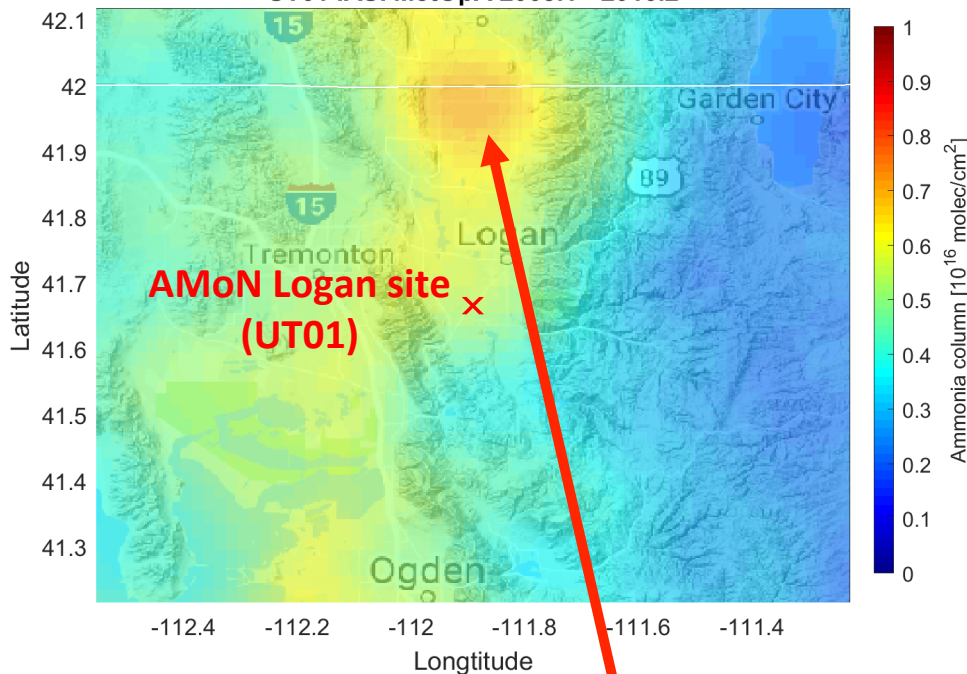 42.1
42
41.9
41.8
41.7
41.6
41.5
41.4
41.3
Latitude
15
Garden City
89
15
Logan
Tremonton
AMoN Logan site
(UT01)
Ogden
-112.4 -112.2 -112 -111.8 -111.6 -111.4
Longtitude
1
0.9
0.8
0.7
0.6
0.5
0.4
0.3
0.2
0.1
0
Ammonia column [10^16 molec/cm^2]